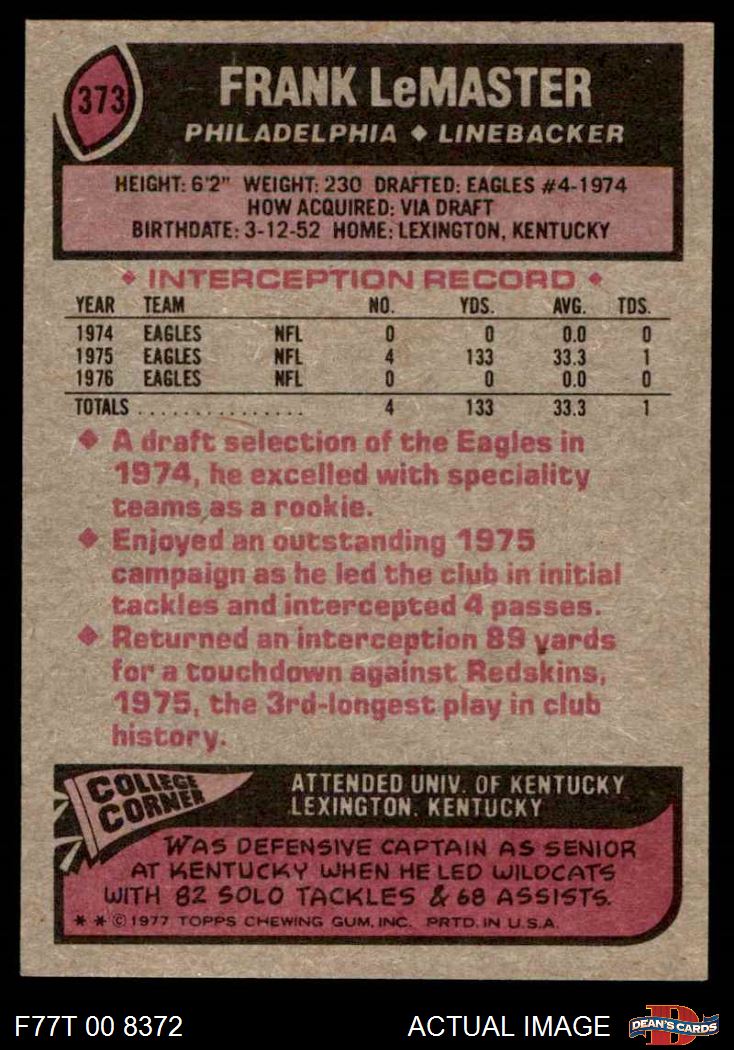 373
FRANK LeMASTER
PHILADELPHIA ◆ LINEBACKER
HEIGHT: 6'2" WEIGHT: 230 DRAFTED: EAGLES #4-1974
HOW ACQUIRED: VIA DRAFT
BIRTHDATE: 3-12-52 HOME: LEXINGTON, KENTUCKY
◆ INTERCEPTION RECORD ◆
YEAR TEAM NO. YDS. AVG. TDS.
1974 EAGLES NFL 0 0 0.0 0
1975 EAGLES NFL 4 133 33.3 1
1976 EAGLES NFL 0 0 0.0 0
TOTALS . . . . . . . . . . . . . . . 4 133 33.3 1
◆ A draft selection of the Eagles in
1974, he excelled with speciality
teams as a rookie.
◆ Enjoyed an outstanding 1975
campaign as he led the club in initial
tackles and intercepted 4 passes.
◆ Returned an interception 89 yards
for a touchdown against Redskins,
1975, the 3rd-longest play in club
history.
COLLEGE
CORNER
ATTENDED UNIV. OF KENTUCKY
LEXINGTON, KENTUCKY
WAS DEFENSIVE CAPTAIN AS SENIOR
AT KENTUCKY WHEN HE LED WILDCATS
WITH 82 SOLO TACKLES & 68 ASSISTS.
* * © 1977 TOPPS CHEWING GUM, INC. PRTD. IN U.S.A.
F77T 00 8372
ACTUAL IMAGE
D
DEAN'S CARDS